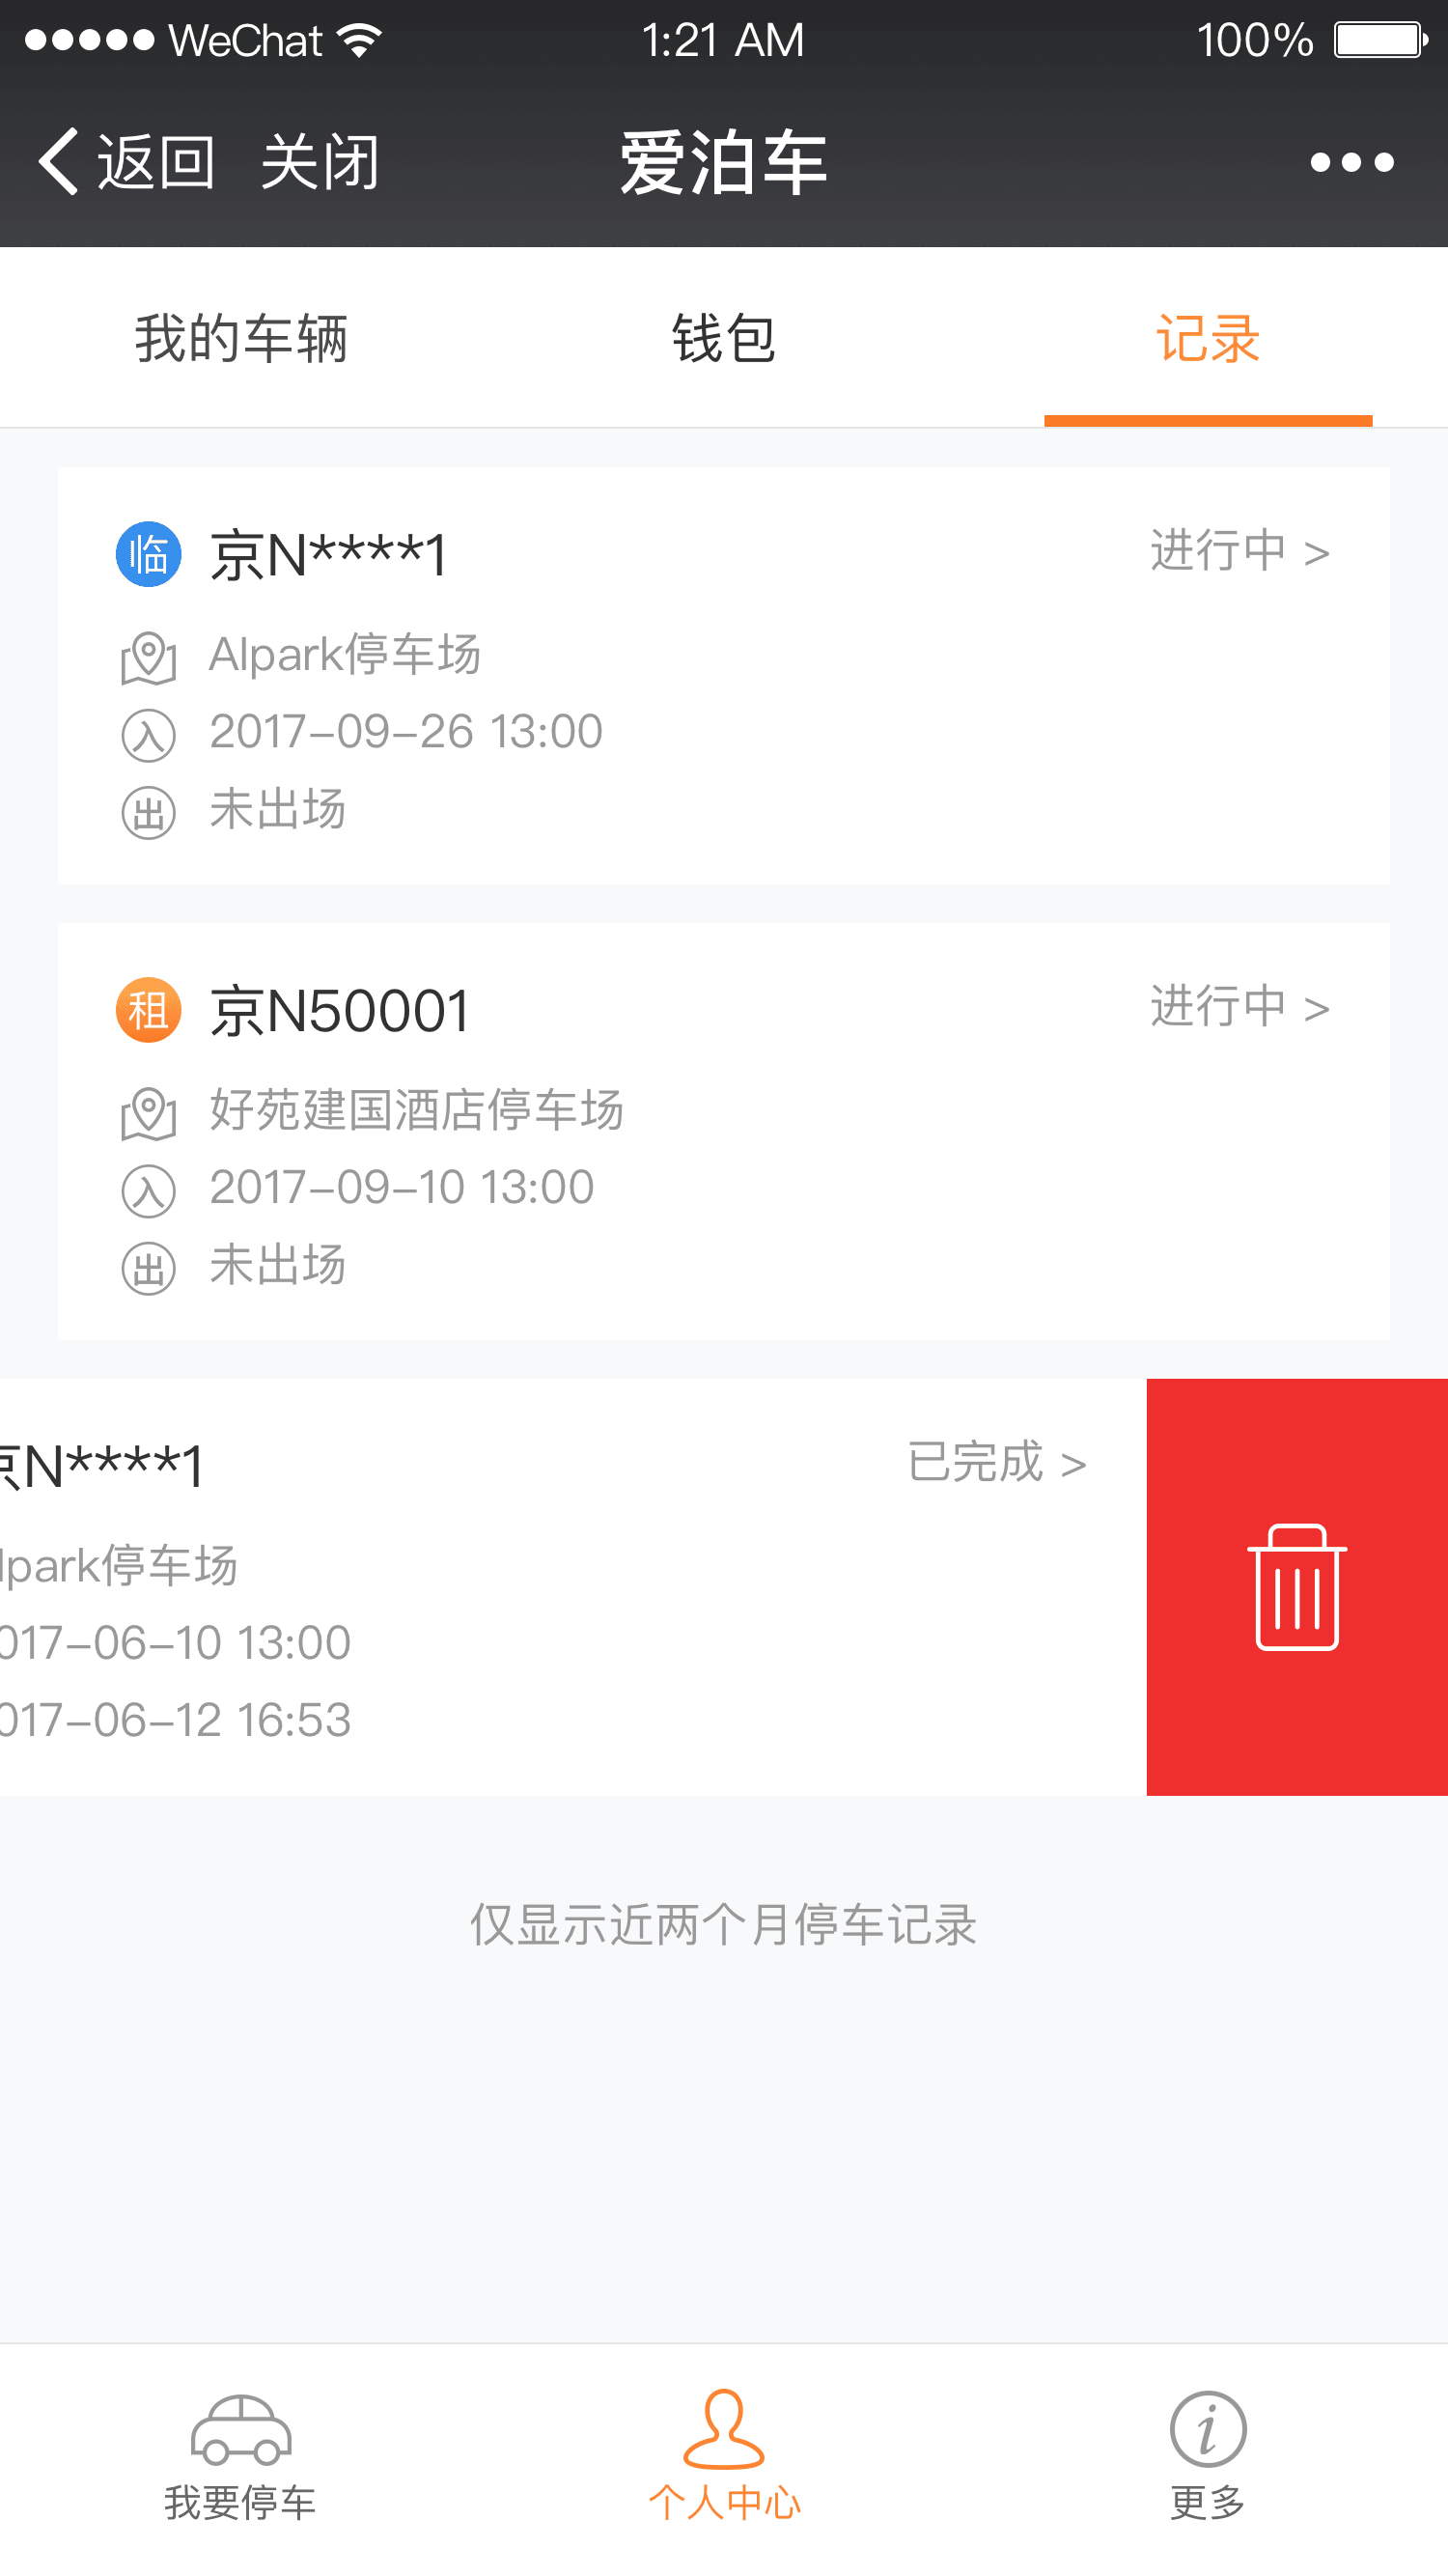 WeChat 1:21 AM 100%
返回 关闭 爱泊车
我的车辆 钱包 记录
临 京N****1 进行中 >
AIpark停车场
入 2017-09-26 13:00
出 未出场
租 京N50001 进行中 >
好苑建国酒店停车场
入 2017-09-10 13:00
出 未出场
京N****1 已完成 >
Ipark停车场
017-06-10 13:00
017-06-12 16:53
仅显示近两个月停车记录
我要停车 个人中心 更多